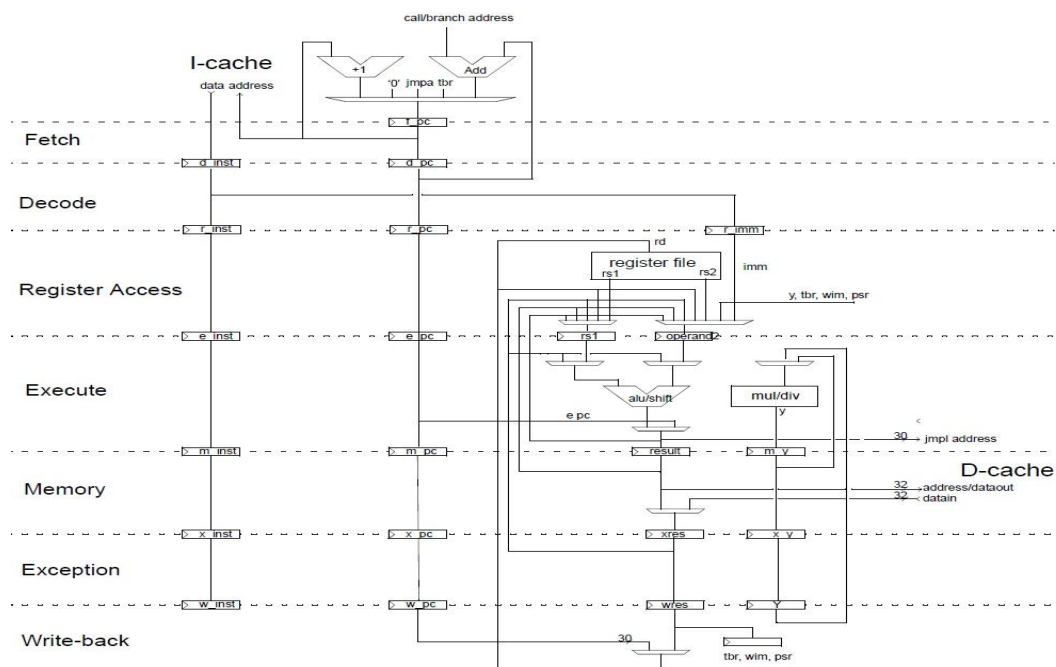 call/branch address
I-cache
+1
Add
data address
'0' jmpa tbr
f_pc
Fetch
d_inst
d_pc
Decode
r_inst
r_pc
r_imm
rd
register file
rs1
rs2
imm
Register Access
y, tbr, wim, psr
e_inst
e_pc
rs1
operand2
Execute
alu/shift
mul/div
y
e pc
30
jmpl address
m_inst
m_pc
result
m_y
D-cache
Memory
32
address/dataout
32
datain
x_inst
x_pc
xres
x_y
Exception
w_inst
w_pc
wres
Y
Write-back
30
tbr, wim, psr